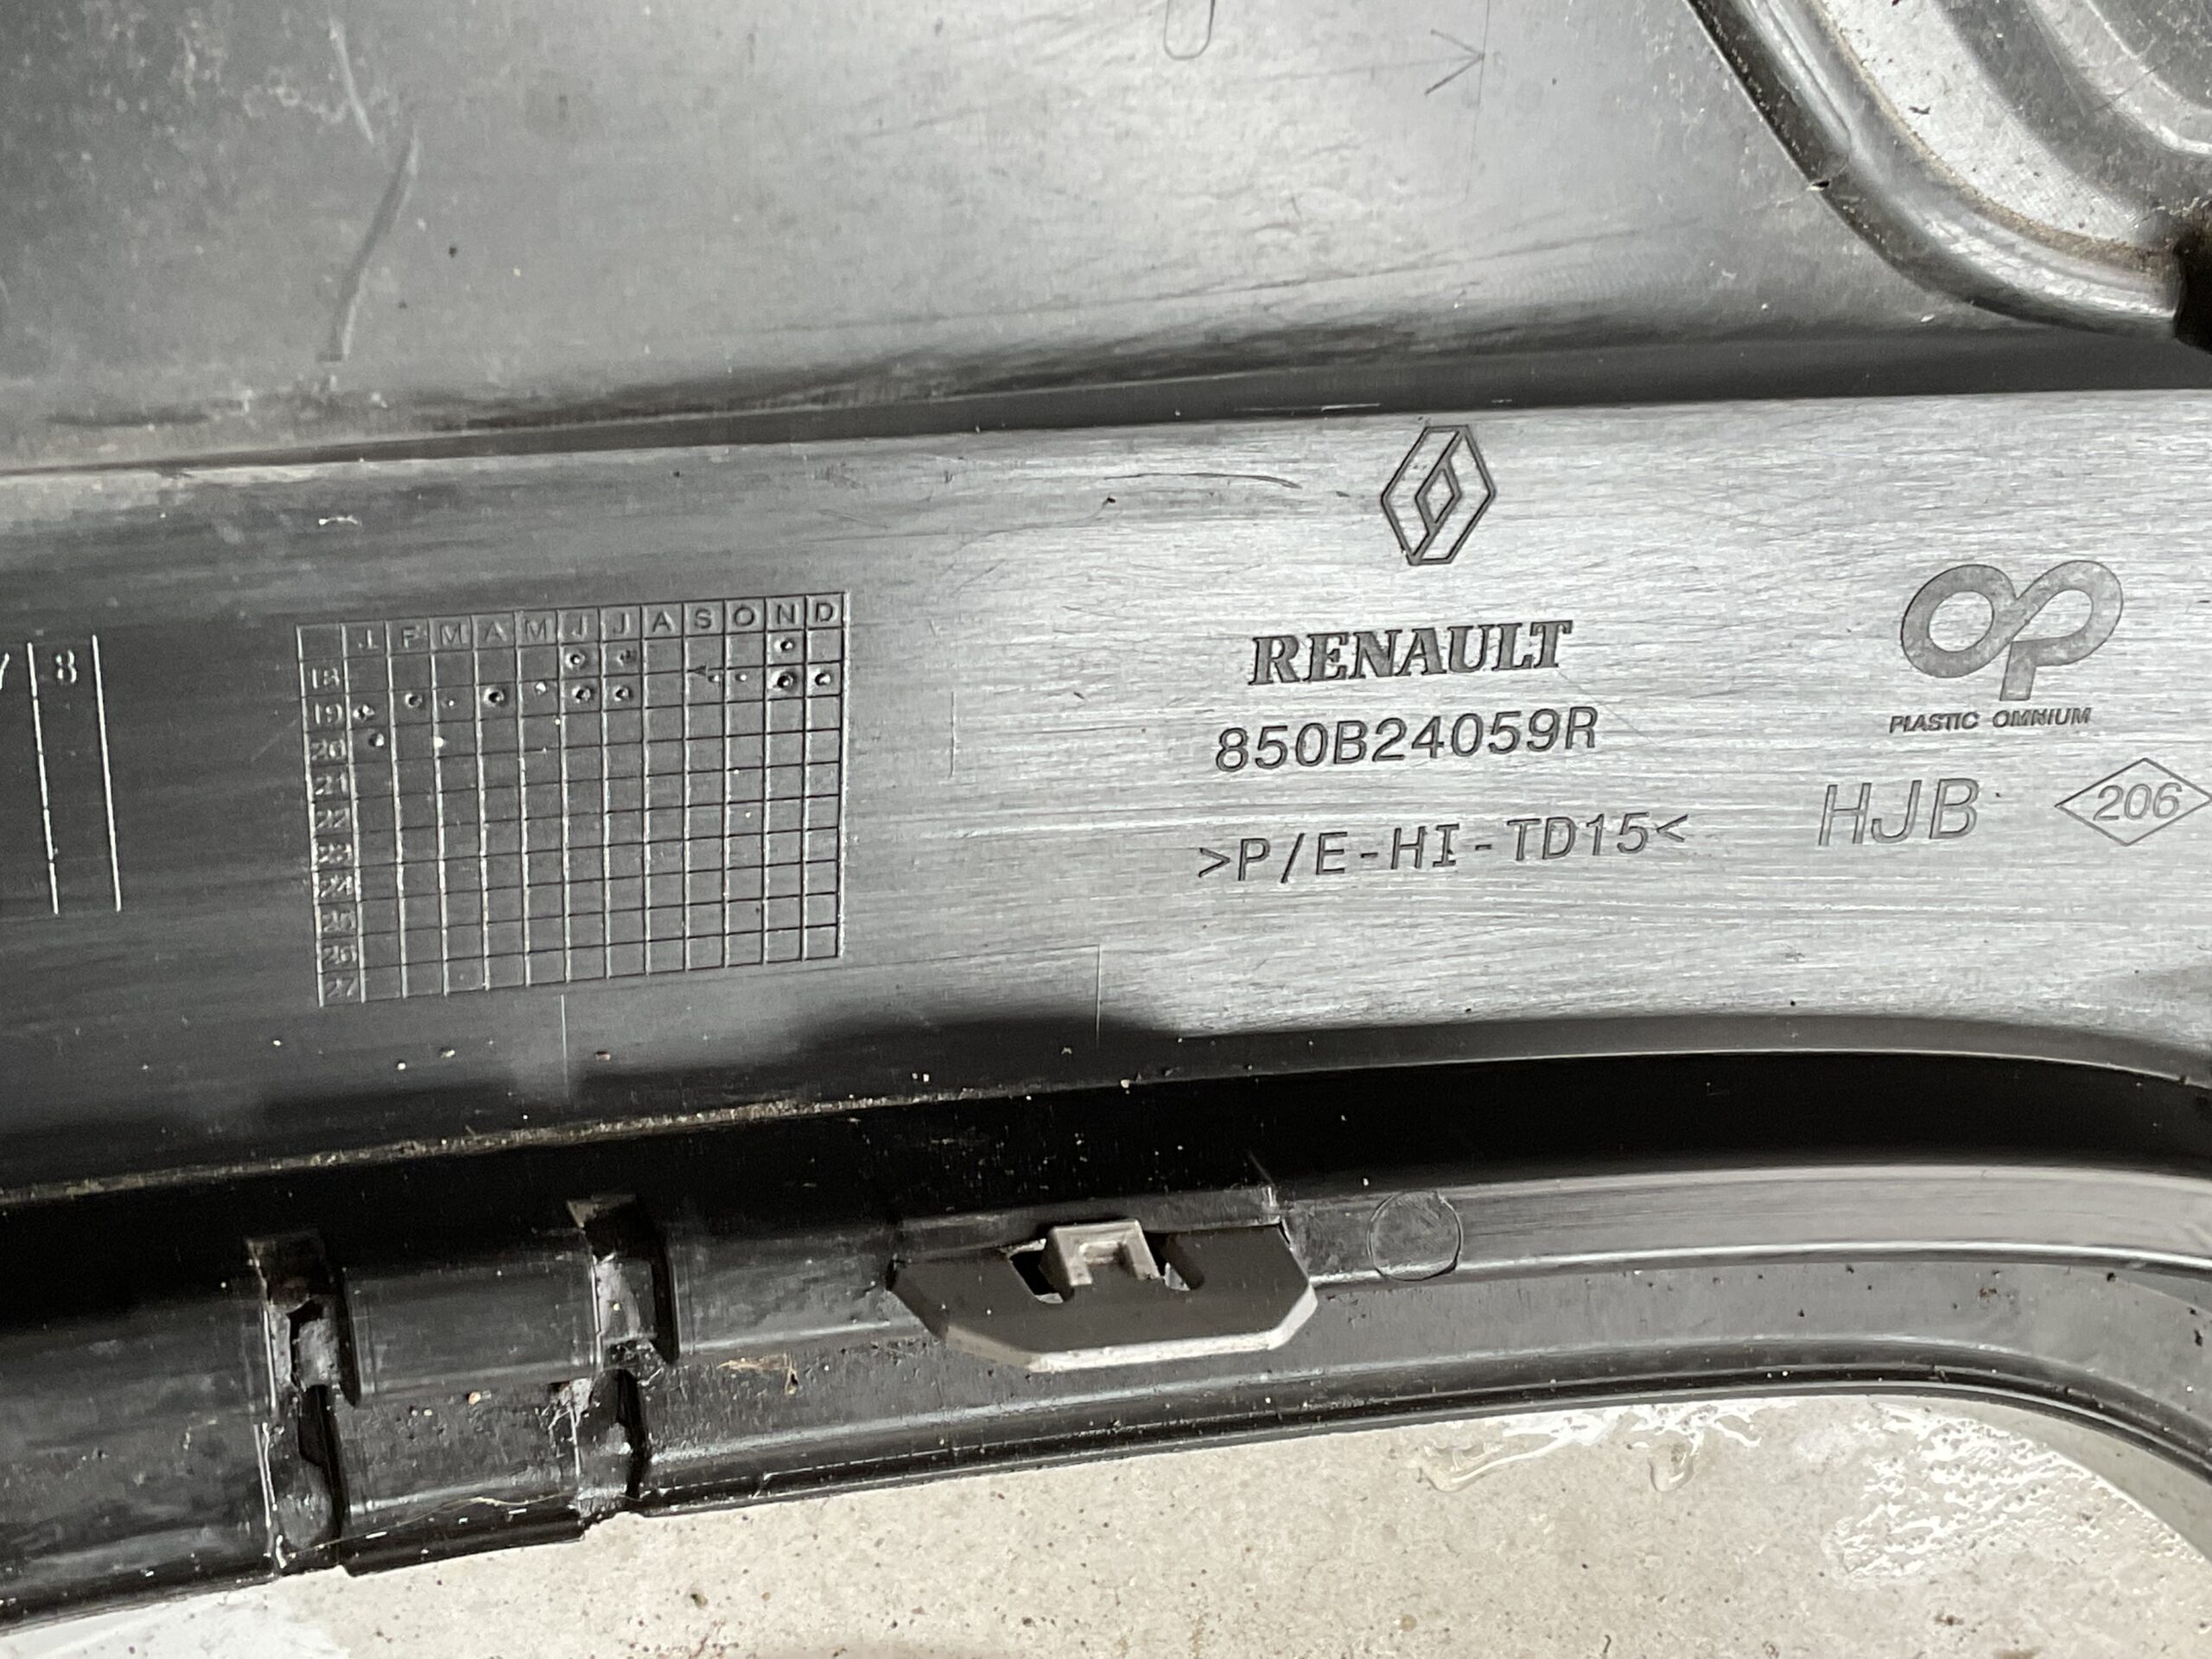 8
J F M A M J J A S O N D
18
19
20
21
22
23
24
25
26
27
RENAULT
850B24059R
>P/E-HI-TD15<
PLASTIC OMNIUM
HJB 206